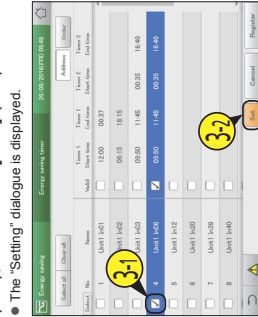 ● The "Setting" dialogue is displayed.
Energy saving Energy saving timer 26/08/2016/FRI 05:46
Select all Clear all Address Order
Select No. Name Valid Timer 1 Start time Timer 1 End time Timer 2 Start time Timer 2 End time
1 Unit1 In01 12:00 00:37
2 Unit1 In02 06:15 18:15
3 Unit1 In03 09:50 11:45 00:35 16:40
4 Unit1 In06 09:50 11:45 00:35 16:40
5 Unit1 In12
6 Unit1 In20
7 Unit1 In39
8 Unit1 In40
3-1
3-2
Set. Cancel Register